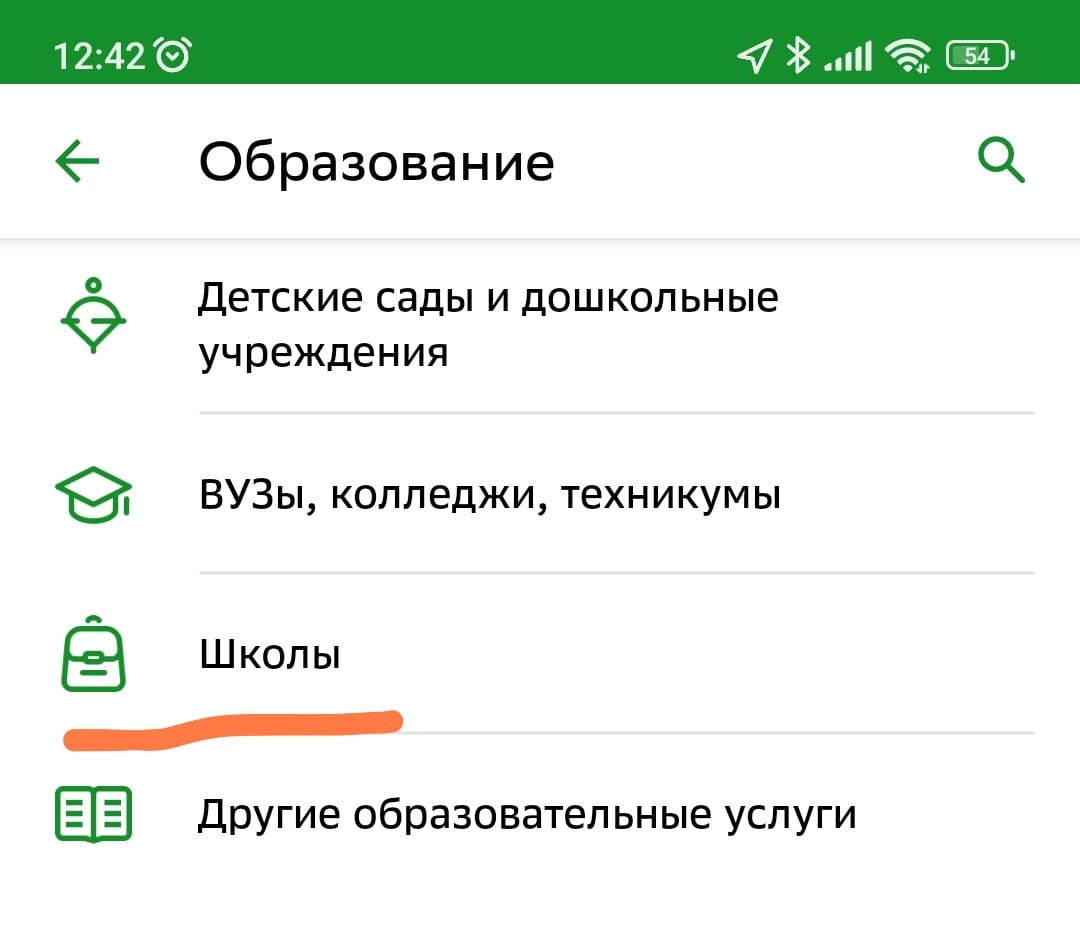 12:42 54
Образование
Детские сады и дошкольные
учреждения
ВУЗы, колледжи, техникумы
Школы
Другие образовательные услуги